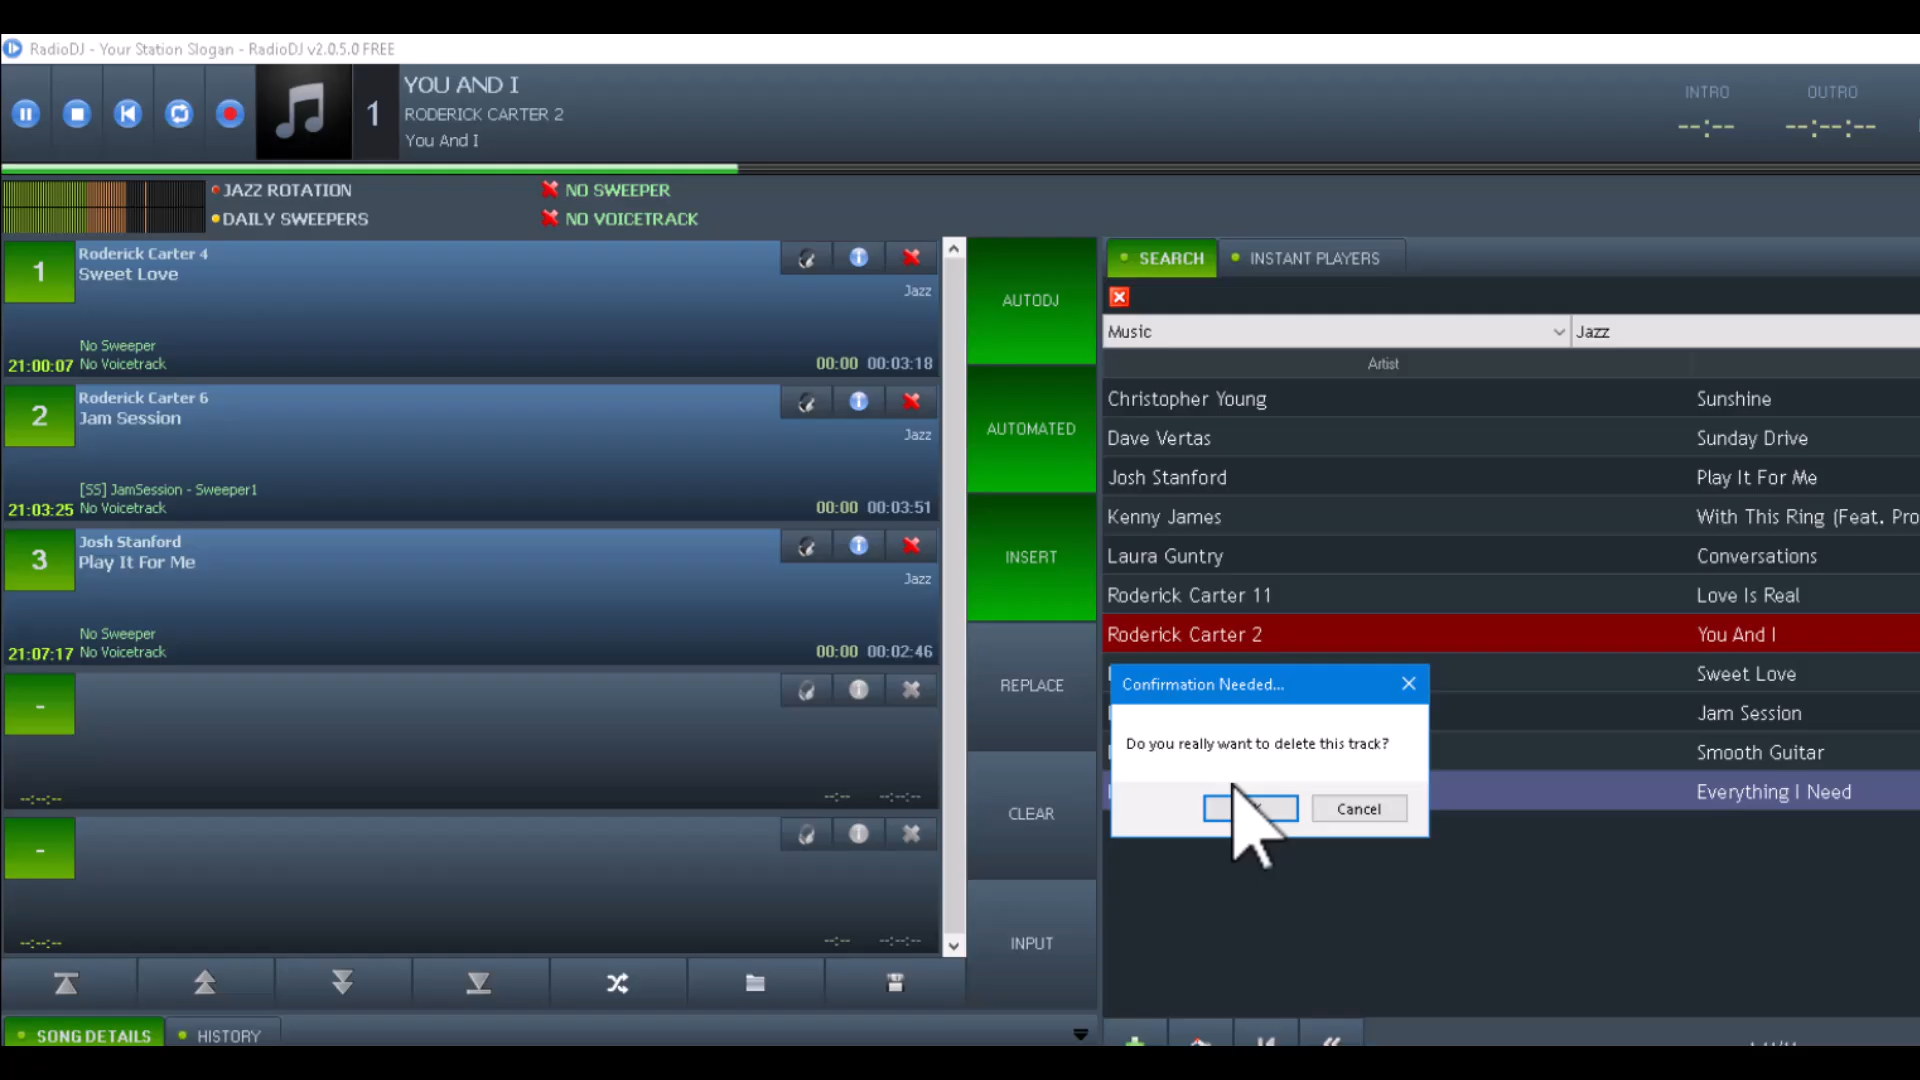 RadioDJ - Your Station Slogan - RadioDJ v2.0.5.0 FREE
1
YOU AND I
RODERICK CARTER 2
You And I
INTRO
--:--
OUTRO
--:--:--
JAZZ ROTATION
DAILY SWEEPERS
NO SWEEPER
NO VOICETRACK
1
Roderick Carter 4
Sweet Love
Jazz
No Sweeper
21:00:07 No Voicetrack
00:00 00:03:18
2
Roderick Carter 6
Jam Session
Jazz
[SS] JamSession - Sweeper1
21:03:25 No Voicetrack
00:00 00:03:51
3
Josh Stanford
Play It For Me
Jazz
No Sweeper
21:07:17 No Voicetrack
00:00 00:02:46
-
--:--:--
--:-- --:--:--
-
--:--:--
--:-- --:--:--
AUTODJ
AUTOMATED
INSERT
REPLACE
CLEAR
INPUT
SONG DETAILS
HISTORY
SEARCH
INSTANT PLAYERS
Music
Jazz
Artist
Christopher Young Sunshine
Dave Vertas Sunday Drive
Josh Stanford Play It For Me
Kenny James With This Ring (Feat. Pro
Laura Guntry Conversations
Roderick Carter 11 Love Is Real
Roderick Carter 2 You And I
Sweet Love
Jam Session
Smooth Guitar
Everything I Need
Confirmation Needed...
Do you really want to delete this track?
Cancel